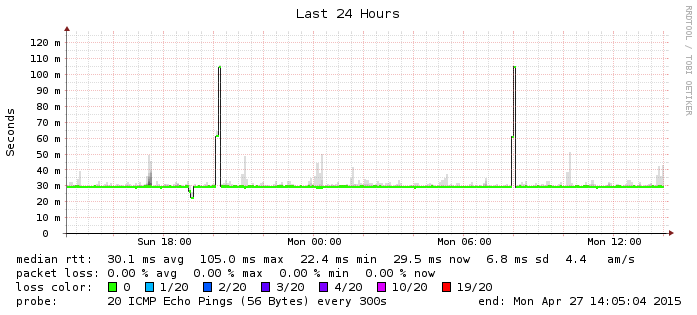 Last 24 Hours
RRDTOOL / TOBI OETIKER
Seconds
120 m
110 m
100 m
90 m
80 m
70 m
60 m
50 m
40 m
30 m
20 m
10 m
0
Sun 18:00 Mon 00:00 Mon 06:00 Mon 12:00
median rtt: 30.1 ms avg 105.0 ms max 22.4 ms min 29.5 ms now 6.8 ms sd 4.4 am/s
packet loss: 0.00 % avg 0.00 % max 0.00 % min 0.00 % now
loss color: 0 1/20 2/20 3/20 4/20 10/20 19/20
probe: 20 ICMP Echo Pings (56 Bytes) every 300s end: Mon Apr 27 14:05:04 2015